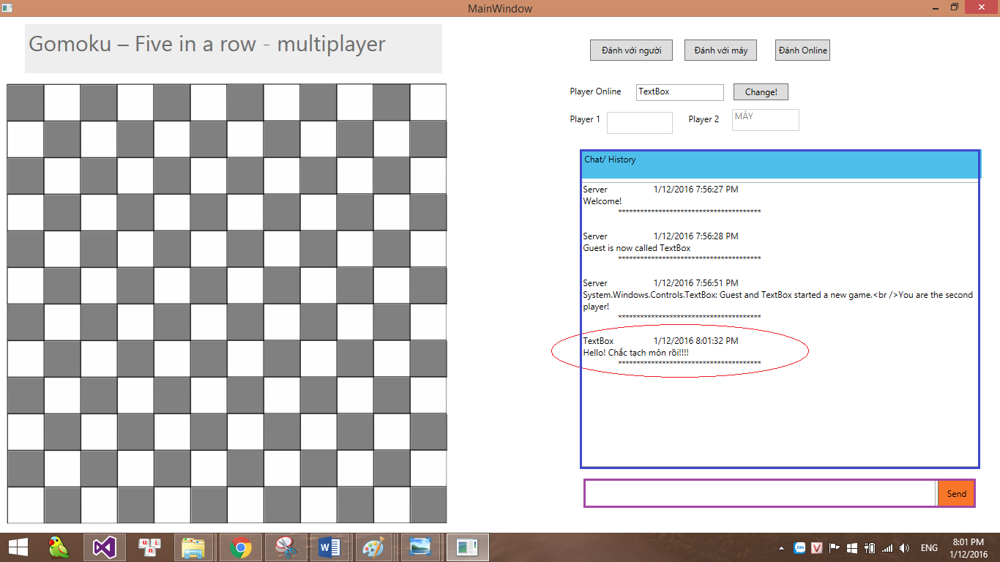 MainWindow
Gomoku – Five in a row - multiplayer
Đánh với người
Đánh với máy
Đánh Online
Player Online
TextBox
Change!
Player 1
Player 2
MÁY
Chat/ History
Server 1/12/2016 7:56:27 PM
Welcome!
***************************************
Server 1/12/2016 7:56:28 PM
Guest is now called TextBox
***************************************
Server 1/12/2016 7:56:51 PM
System.Windows.Controls.TextBox: Guest and TextBox started a new game.<br />You are the second
player!
***************************************
TextBox 1/12/2016 8:01:32 PM
Hello! Chắc tạch môn rồi!!!!
***************************************
Send
u n i
Zalo
V
ENG
8:01 PM
1/12/2016